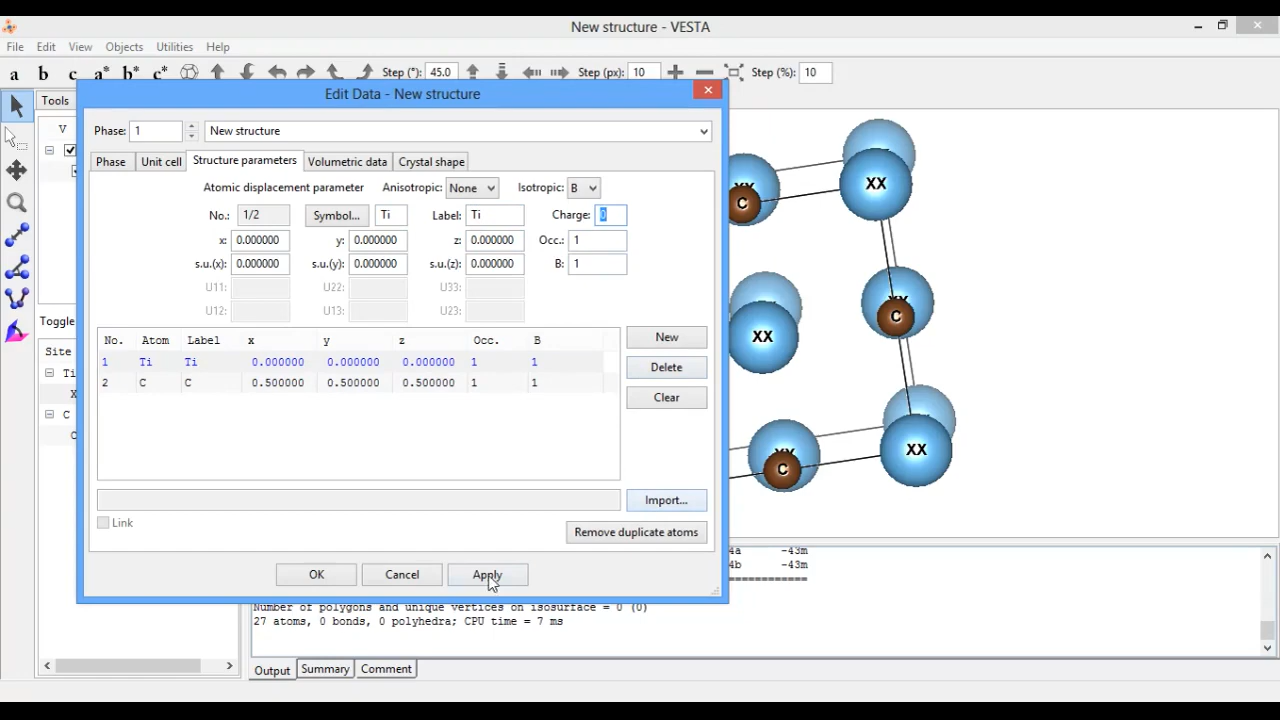 New structure - VESTA
File Edit View Objects Utilities Help
a b c a* b* c* Step (°): 45.0 Step (px): 10 Step (%): 10
Tools
Edit Data - New structure
V
Phase: 1 New structure
Phase Unit cell Structure parameters Volumetric data Crystal shape
Atomic displacement parameter Anisotropic: None Isotropic: B
No.: 1/2 Symbol... Ti Label: Ti Charge: 0
x: 0.000000 y: 0.000000 z: 0.000000 Occ.: 1
s.u.(x): 0.000000 s.u.(y): 0.000000 s.u.(z): 0.000000 B: 1
U11: U22: U33:
U12: U13: U23:
No. Atom Label x y z Occ. B
1 Ti Ti 0.000000 0.000000 0.000000 1 1
2 C C 0.500000 0.500000 0.500000 1 1
New
Delete
Clear
Import...
Link
Remove duplicate atoms
OK Cancel Apply
Toggle
Site
Ti
X
C
XX
C
XX
XX
C
XX
XX
XX
C
XX
4a -43m
4b -43m
============
Number of polygons and unique vertices on isosurface = 0 (0)
27 atoms, 0 bonds, 0 polyhedra; CPU time = 7 ms
Output Summary Comment